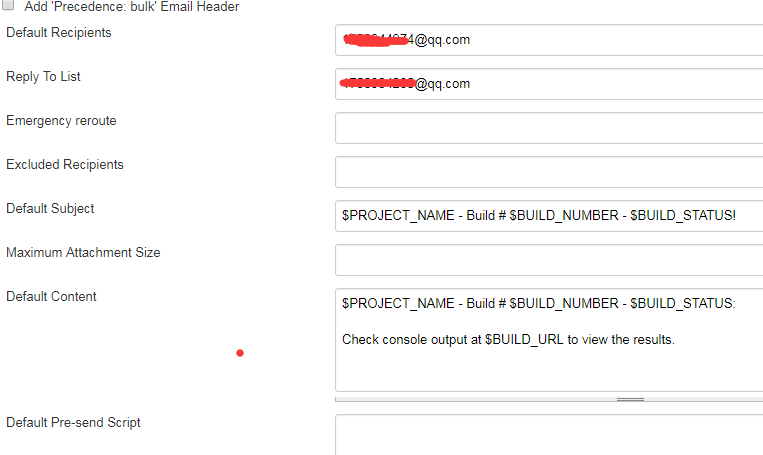 Add 'Precedence: bulk' Email Header
Default Recipients
4@qq.com
Reply To List
@qq.com
Emergency reroute
Excluded Recipients
Default Subject
$PROJECT_NAME - Build # $BUILD_NUMBER - $BUILD_STATUS!
Maximum Attachment Size
Default Content
$PROJECT_NAME - Build # $BUILD_NUMBER - $BUILD_STATUS:
Check console output at $BUILD_URL to view the results.
Default Pre-send Script